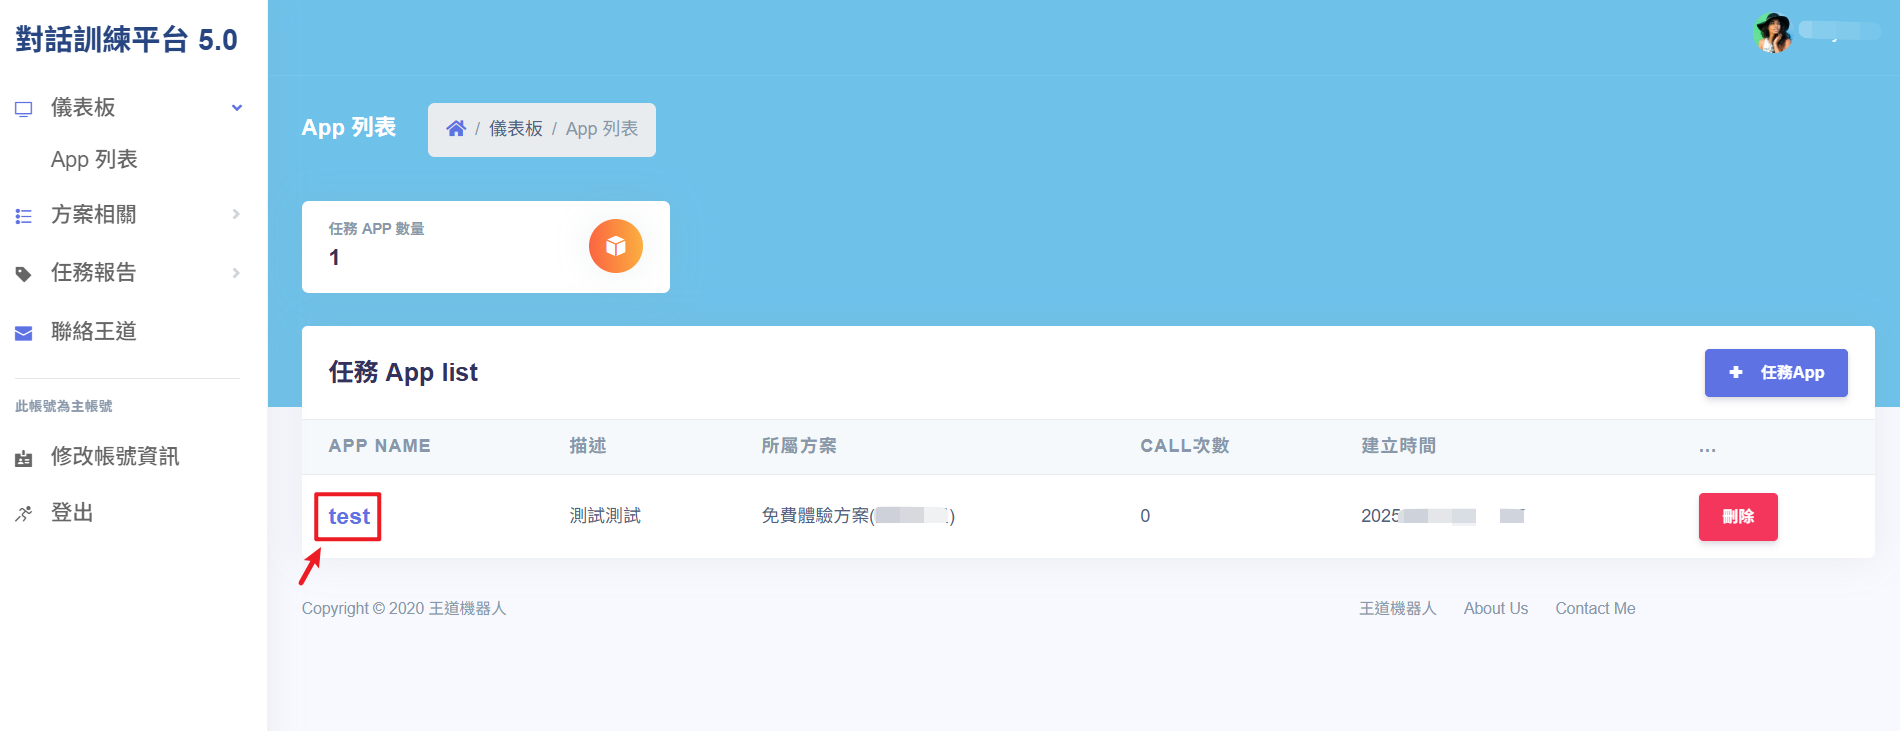 對話訓練平台 5.0
儀表板
App 列表
方案相關
任務報告
聯絡王道
此帳號為主帳號
修改帳號資訊
登出
App 列表
/ 儀表板 / App 列表
任務 APP 數量
1
任務 App list
任務App
APP NAME 描述 所屬方案 CALL次數 建立時間 ...
test 測試測試 免費體驗方案( ) 0 2025 刪除
Copyright © 2020 王道機器人
王道機器人 About Us Contact Me